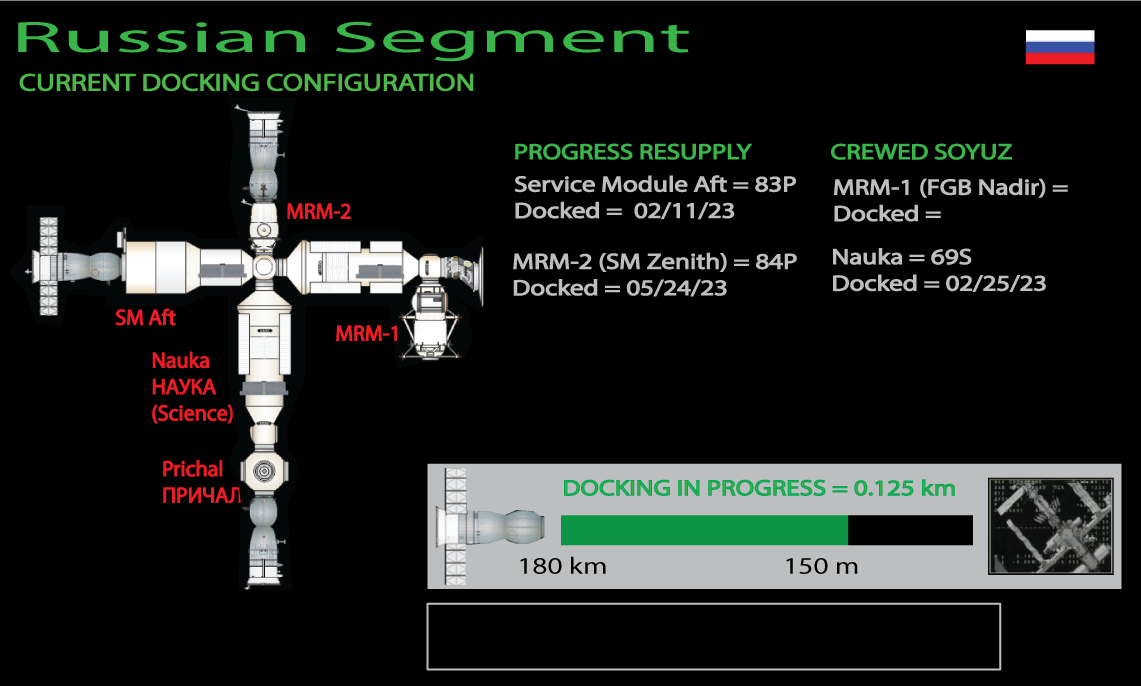 Russian Segment
CURRENT DOCKING CONFIGURATION
PROGRESS RESUPPLY
Service Module Aft = 83P
Docked = 02/11/23
MRM-2 (SM Zenith) = 84P
Docked = 05/24/23
CREWED SOYUZ
MRM-1 (FGB Nadir) =
Docked =
Nauka = 69S
Docked = 02/25/23
MRM-2
SM Aft
MRM-1
Nauka
НАУКА
(Science)
Prichal
ПРИЧАЛ
DOCKING IN PROGRESS = 0.125 km
180 km
150 m